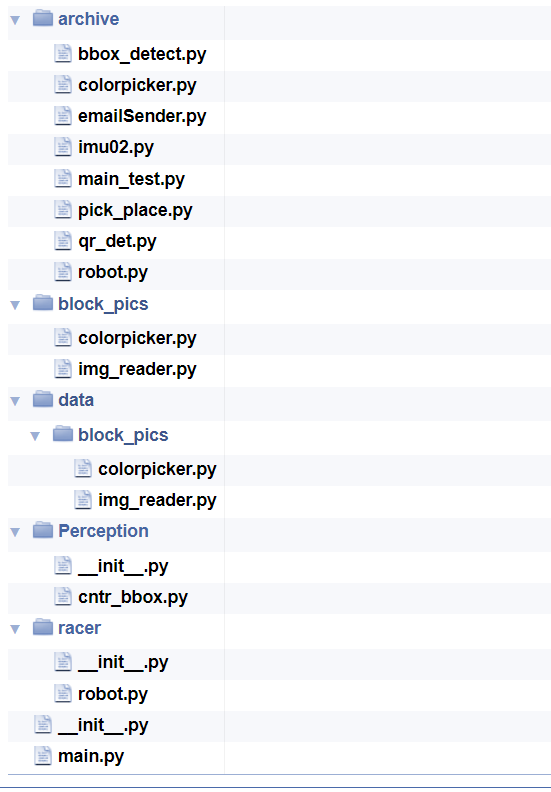 archive
bbox_detect.py
colorpicker.py
emailSender.py
imu02.py
main_test.py
pick_place.py
qr_det.py
robot.py
block_pics
colorpicker.py
img_reader.py
data
block_pics
colorpicker.py
img_reader.py
Perception
__init__.py
cntr_bbox.py
racer
__init__.py
robot.py
__init__.py
main.py